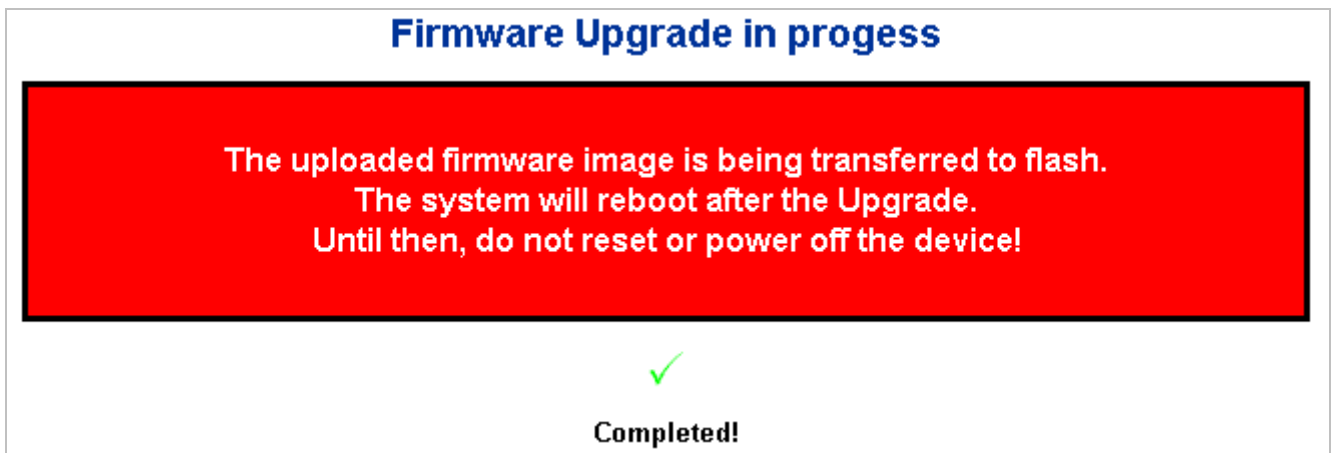 Firmware Upgrade in progess
The uploaded firmware image is being transferred to flash.
The system will reboot after the Upgrade.
Until then, do not reset or power off the device!
Completed!